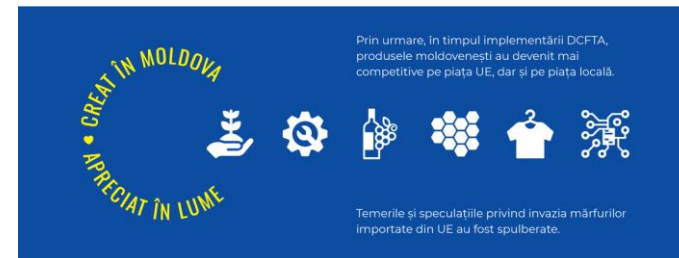 CREAT ÎN MOLDOVA
APRECIAT ÎN LUME
Prin urmare, în timpul implementării DCFTA,
produsele moldovenești au devenit mai
competitive pe piața UE, dar și pe piața locală.
Temerile și speculațiile privind invazia mărfurilor
importate din UE au fost spulberate.